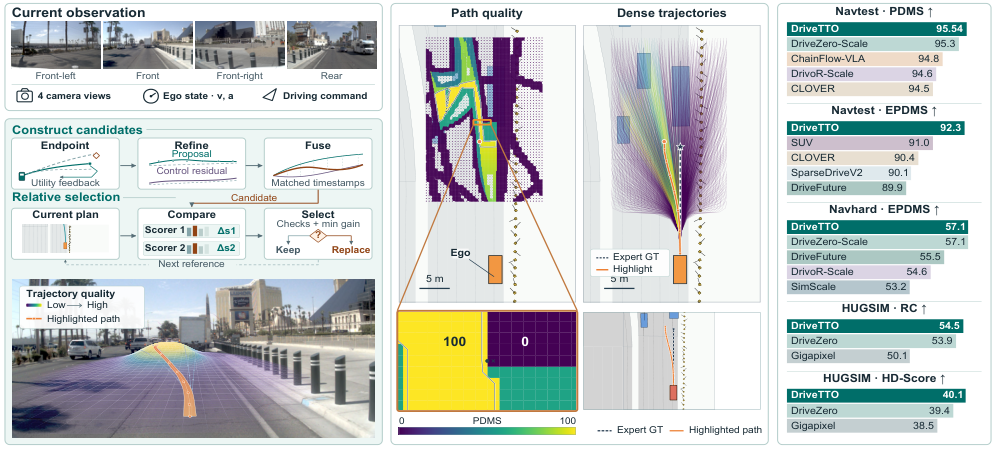 Current observation
Front-left
Front
Front-right
Rear
4 camera views
Ego state · v, a
Driving command
Construct candidates
Endpoint
Utility feedback
Refine
Proposal
Control residual
Fuse
Matched timestamps
Relative selection
Candidate
Current plan
Compare
Scorer 1
Δs1
Scorer 2
Δs2
Select
Checks + min gain
?
Keep
Replace
Next reference
Trajectory quality
Low → High
Highlighted path
Path quality
Ego
5 m
100
0
0 PDMS 100
Dense trajectories
Expert GT
Highlight
5 m
Expert GT
Highlighted path
Navtest · PDMS ↑
DriveTTO 95.54
DriveZero-Scale 95.3
ChainFlow-VLA 94.8
DrivoR-Scale 94.6
CLOVER 94.5
Navtest · EPDMS ↑
DriveTTO 92.3
SUV 91.0
CLOVER 90.4
SparseDriveV2 90.1
DriveFuture 89.9
Navhard · EPDMS ↑
DriveTTO 57.1
DriveZero-Scale 57.1
DriveFuture 55.5
DrivoR-Scale 54.6
SimScale 53.2
HUGSIM · RC ↑
DriveTTO 54.5
DriveZero 53.9
Gigapixel 50.1
HUGSIM · HD-Score ↑
DriveTTO 40.1
DriveZero 39.4
Gigapixel 38.5